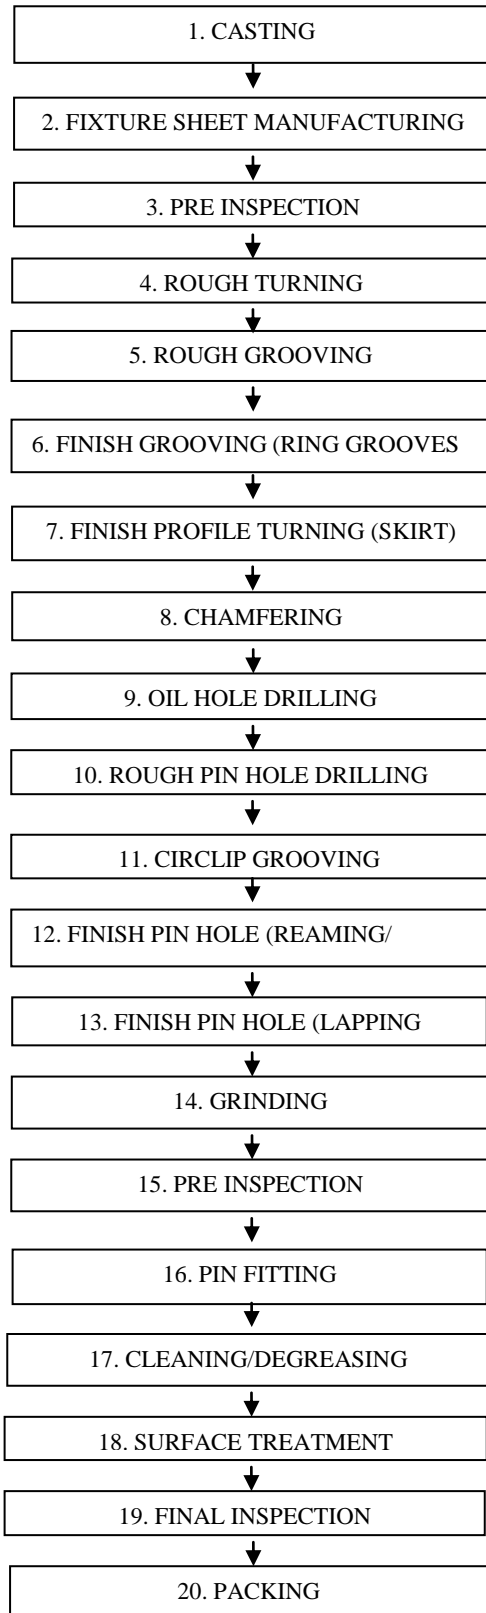 1. CASTING
2. FIXTURE SHEET MANUFACTURING
3. PRE INSPECTION
4. ROUGH TURNING
5. ROUGH GROOVING
6. FINISH GROOVING (RING GROOVES
7. FINISH PROFILE TURNING (SKIRT)
8. CHAMFERING
9. OIL HOLE DRILLING
10. ROUGH PIN HOLE DRILLING
11. CIRCLIP GROOVING
12. FINISH PIN HOLE (REAMING/
13. FINISH PIN HOLE (LAPPING
14. GRINDING
15. PRE INSPECTION
16. PIN FITTING
17. CLEANING/DEGREASING
18. SURFACE TREATMENT
19. FINAL INSPECTION
20. PACKING